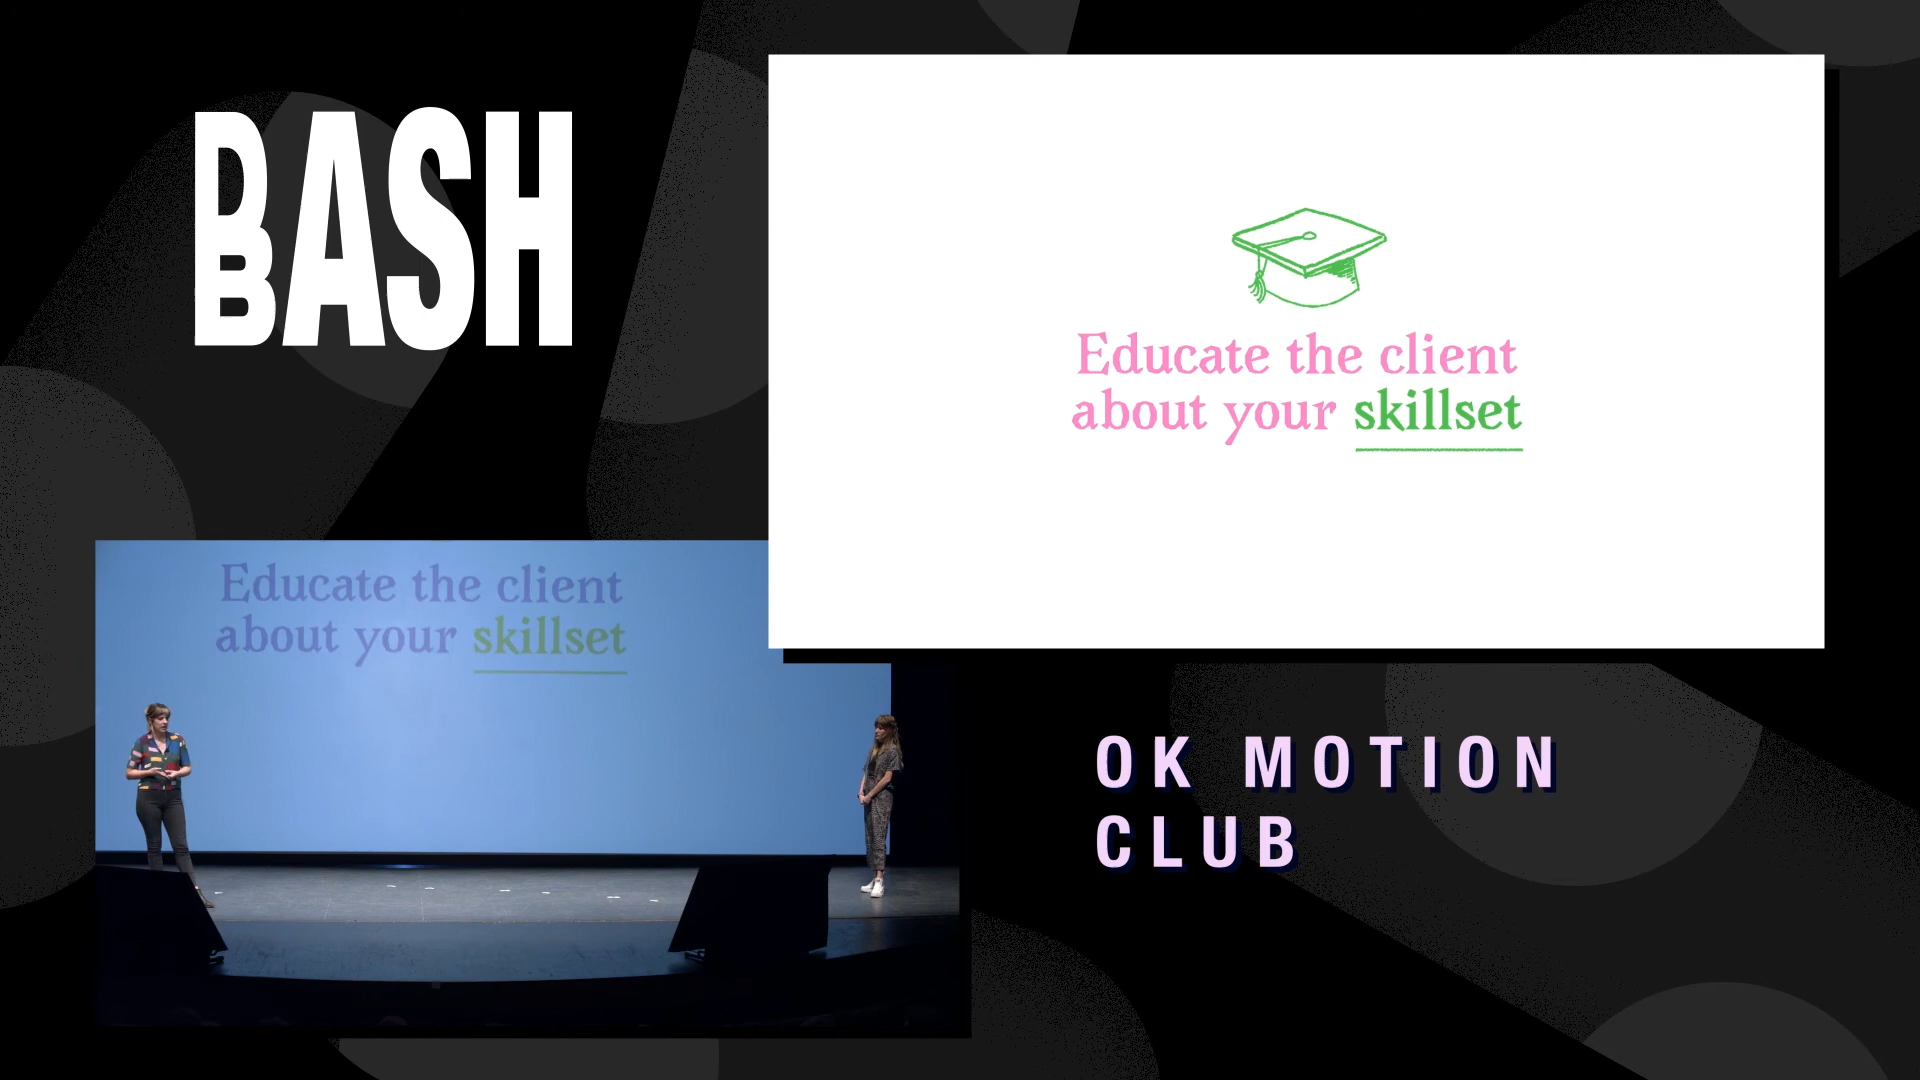 BASH
Educate the client
about your skillset
Educate the client
about your skillset
OK MOTION
CLUB